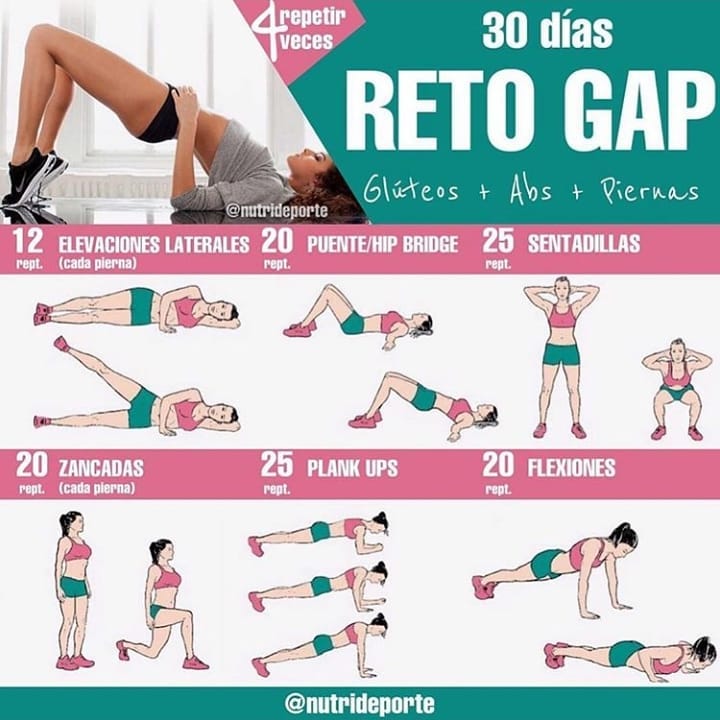 4 repetir
veces
30 días
RETO GAP
Glúteos + Abs + Piernas
@nutrideporte
12 rept. ELEVACIONES LATERALES
(cada pierna)
20 rept. PUENTE/HIP BRIDGE
25 rept. SENTADILLAS
20 rept. ZANCADAS
(cada pierna)
25 rept. PLANK UPS
20 rept. FLEXIONES
@nutrideporte